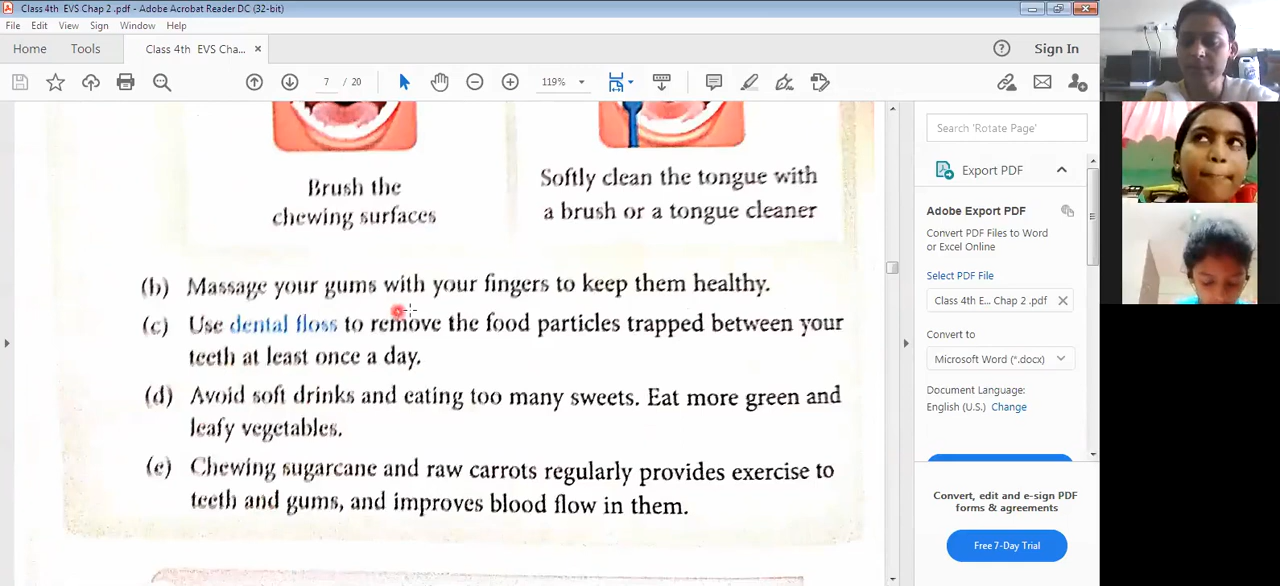 Class 4th EVS Chap 2 .pdf - Adobe Acrobat Reader DC (32-bit)
File Edit View Sign Window Help
Home Tools Class 4th EVS Cha... × Sign In
7 / 20 119%
Brush the
chewing surfaces
Softly clean the tongue with
a brush or a tongue cleaner
(b) Massage your gums with your fingers to keep them healthy.
(c) Use dental floss to remove the food particles trapped between your
teeth at least once a day.
(d) Avoid soft drinks and eating too many sweets. Eat more green and
leafy vegetables.
(e) Chewing sugarcane and raw carrots regularly provides exercise to
teeth and gums, and improves blood flow in them.
Search 'Rotate Page'
Export PDF
Adobe Export PDF
Convert PDF Files to Word
or Excel Online
Select PDF File
Class 4th E... Chap 2 .pdf
Convert to
Microsoft Word (*.docx)
Document Language:
English (U.S.) Change
Convert, edit and e-sign PDF
forms & agreements
Free 7-Day Trial